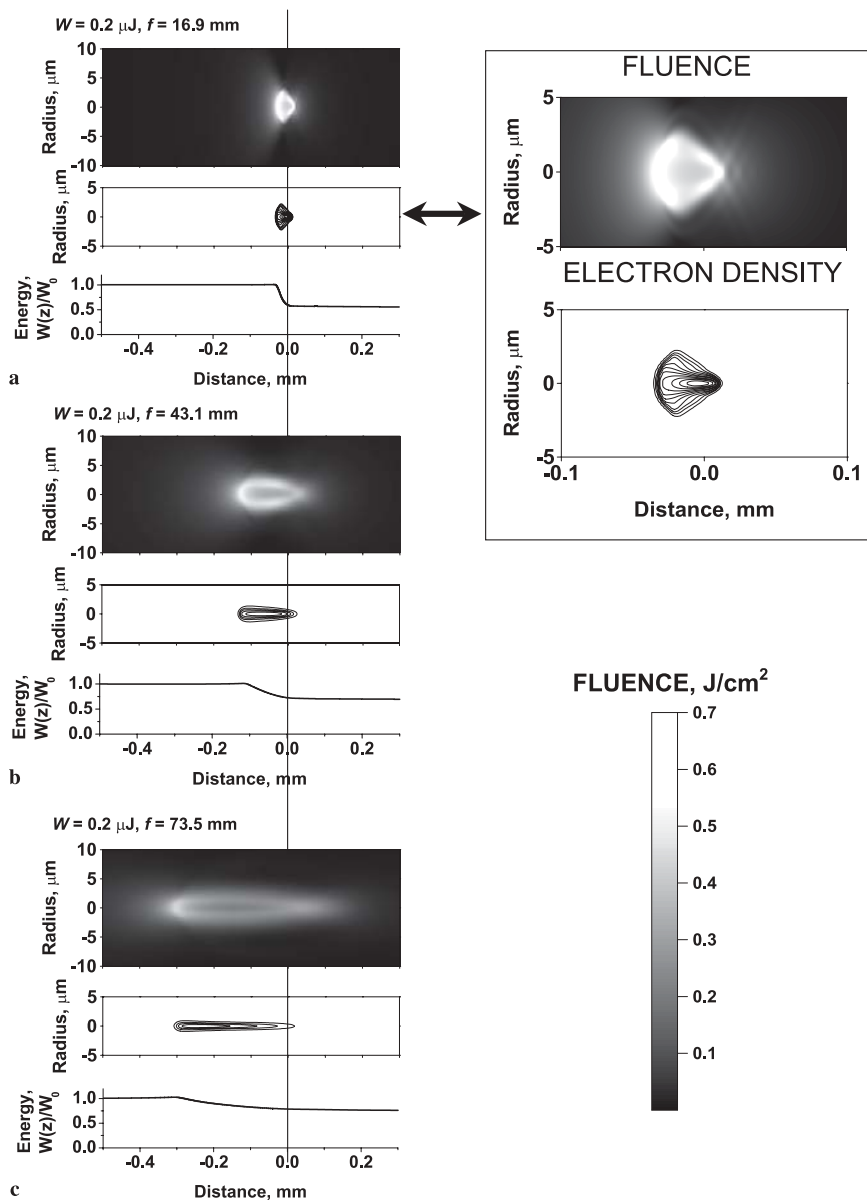 W = 0.2 μJ, f = 16.9 mm
10
5
0
-5
-10
Radius, μm
5
0
-5
Radius, μm
1.0
0.5
0.0
Energy,
W(z)/W0
-0.4 -0.2 0.0 0.2
a
Distance, mm
W = 0.2 μJ, f = 43.1 mm
10
5
0
-5
-10
Radius, μm
5
0
-5
Radius, μm
1.0
0.5
0.0
Energy,
W(z)/W0
-0.4 -0.2 0.0 0.2
Distance, mm
b
W = 0.2 μJ, f = 73.5 mm
10
5
0
-5
-10
Radius, μm
5
0
-5
Radius, μm
1.0
0.5
0.0
Energy,
W(z)/W0
-0.4 -0.2 0.0 0.2
Distance, mm
c
FLUENCE
5
0
-5
Radius, μm
ELECTRON DENSITY
5
0
-5
Radius, μm
-0.1 0.0 0.1
Distance, mm
FLUENCE, J/cm²
0.7
0.6
0.5
0.4
0.3
0.2
0.1